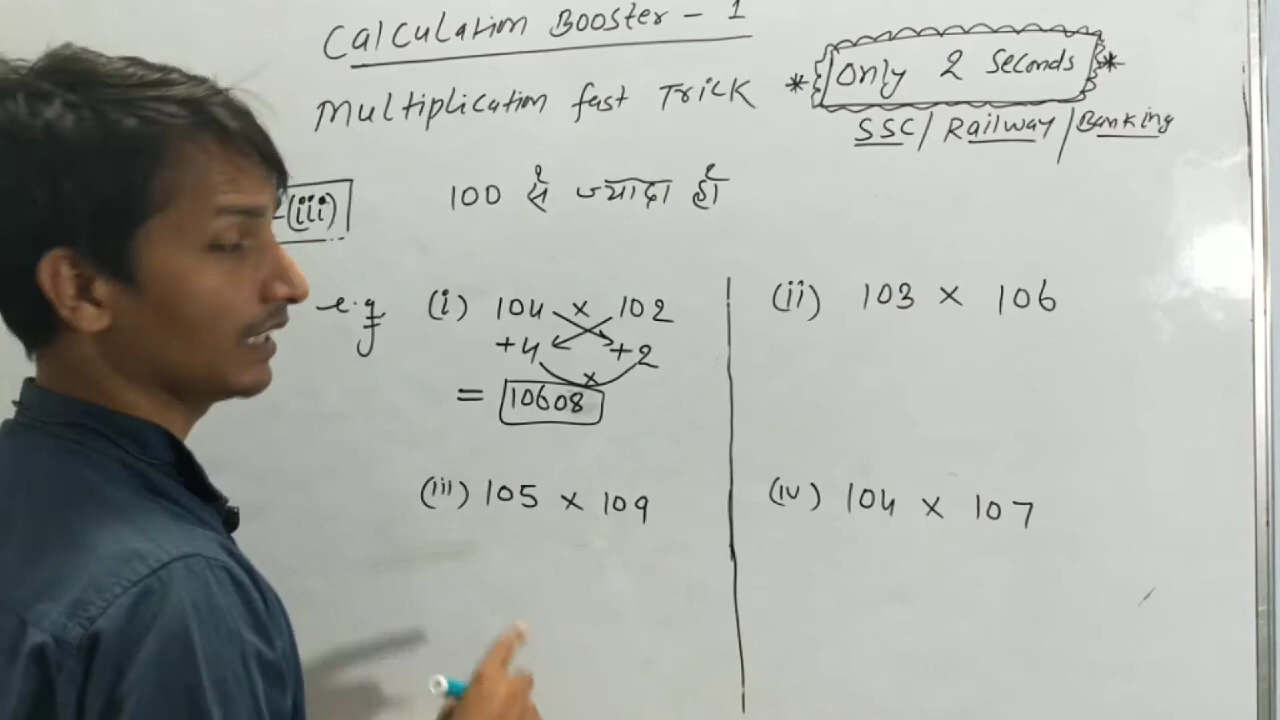 Calculation Booster - 1
Multiplication fast Trick
* Only 2 Seconds *
SSC / Railway / Banking
-(iii)
100 से ज्यादा हो
e.g (i) 104 × 102
+4 +2
×
= 10608
(ii) 103 × 106
(iii) 105 × 109
(iv) 104 × 107